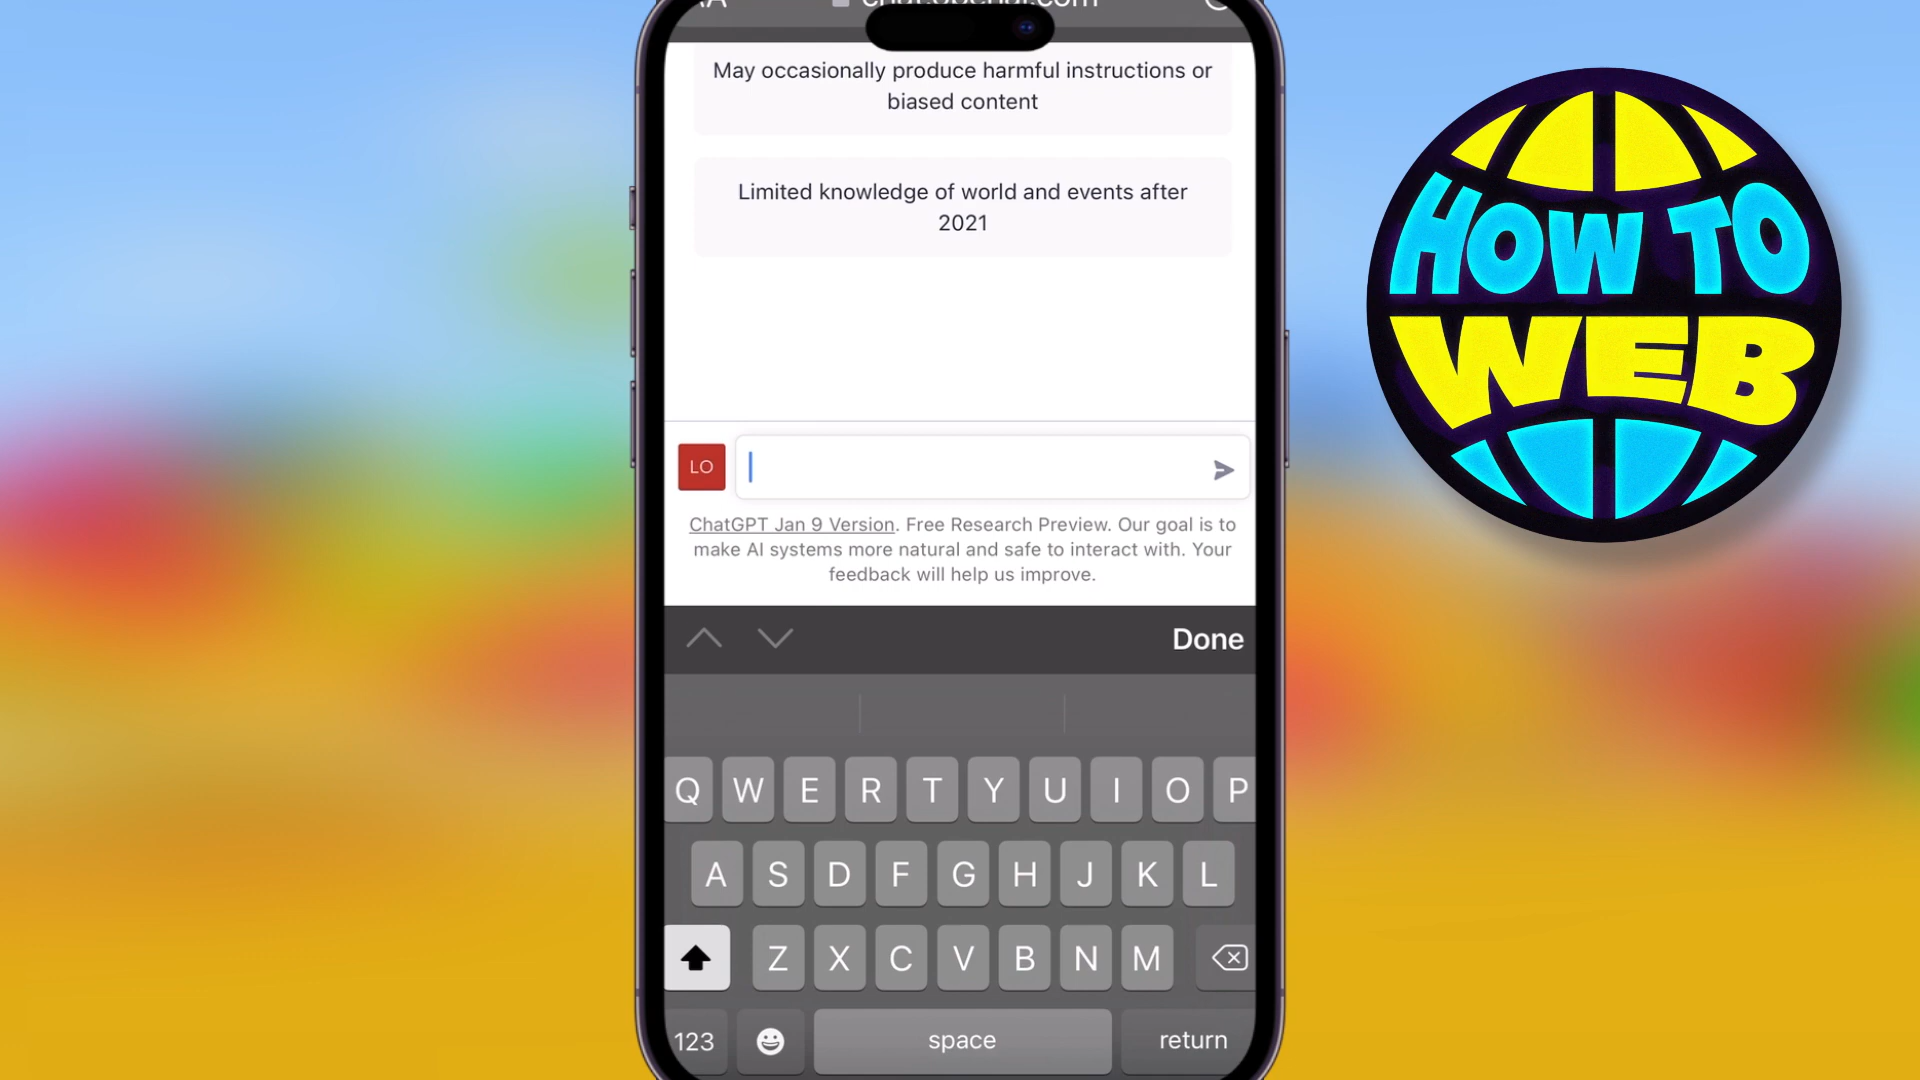 May occasionally produce harmful instructions or
biased content
Limited knowledge of world and events after
2021
LO
ChatGPT Jan 9 Version. Free Research Preview. Our goal is to
make AI systems more natural and safe to interact with. Your
feedback will help us improve.
Done
Q W E R T Y U I O P
A S D F G H J K L
Z X C V B N M
123 space return
HOW TO
WEB